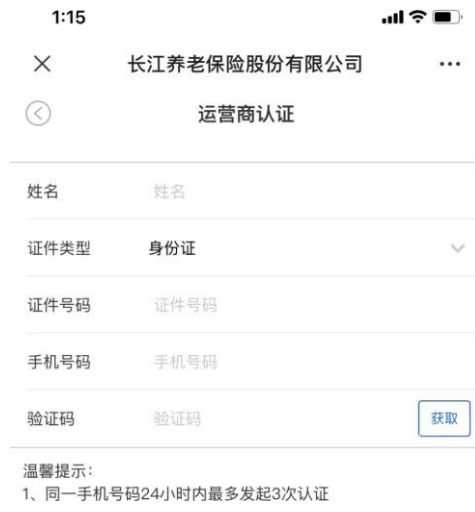 1:15
长江养老保险股份有限公司
运营商认证
姓名 姓名
证件类型 身份证
证件号码 证件号码
手机号码 手机号码
验证码 验证码 获取
温馨提示：
1、同一手机号码24小时内最多发起3次认证